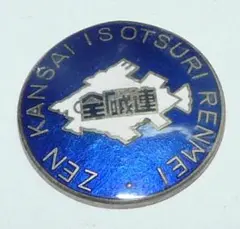 ZEN KANSAI ISOTSURI RENMEI
全磯連